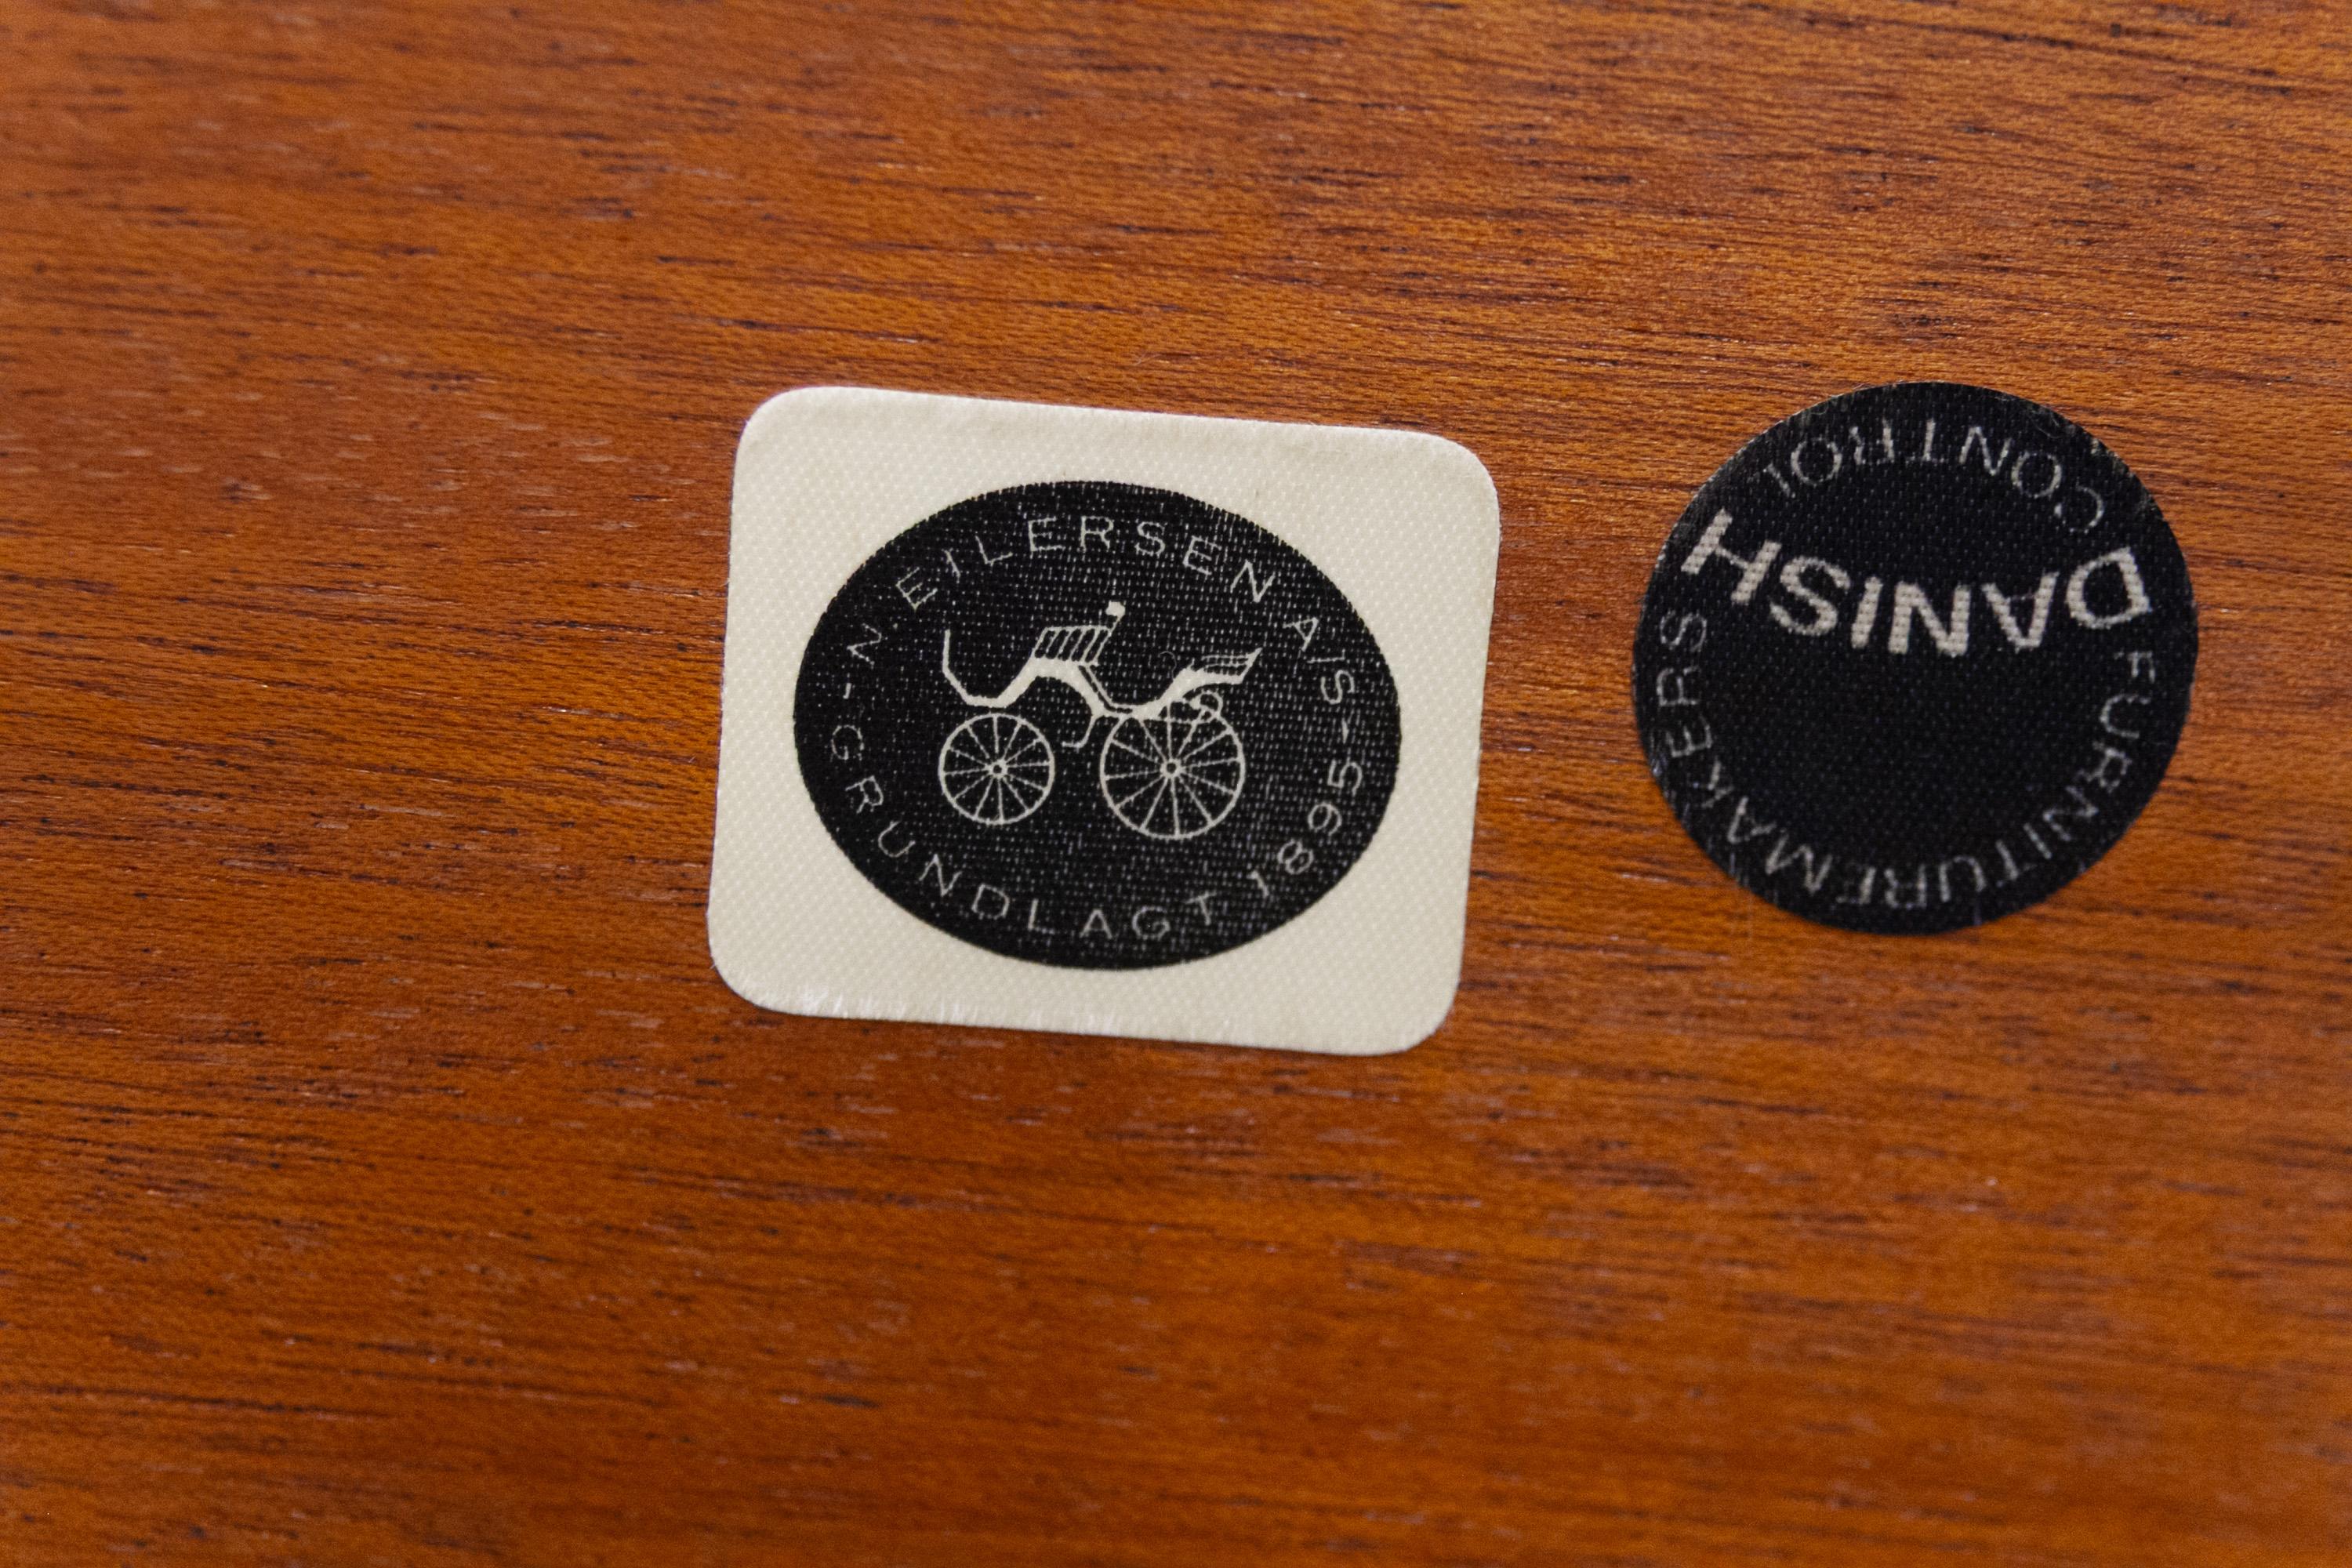 N EILERSEN A/S
-GRUNDLAGT 1895-
DANISH
FURNITUREMAKERS
CONTROL